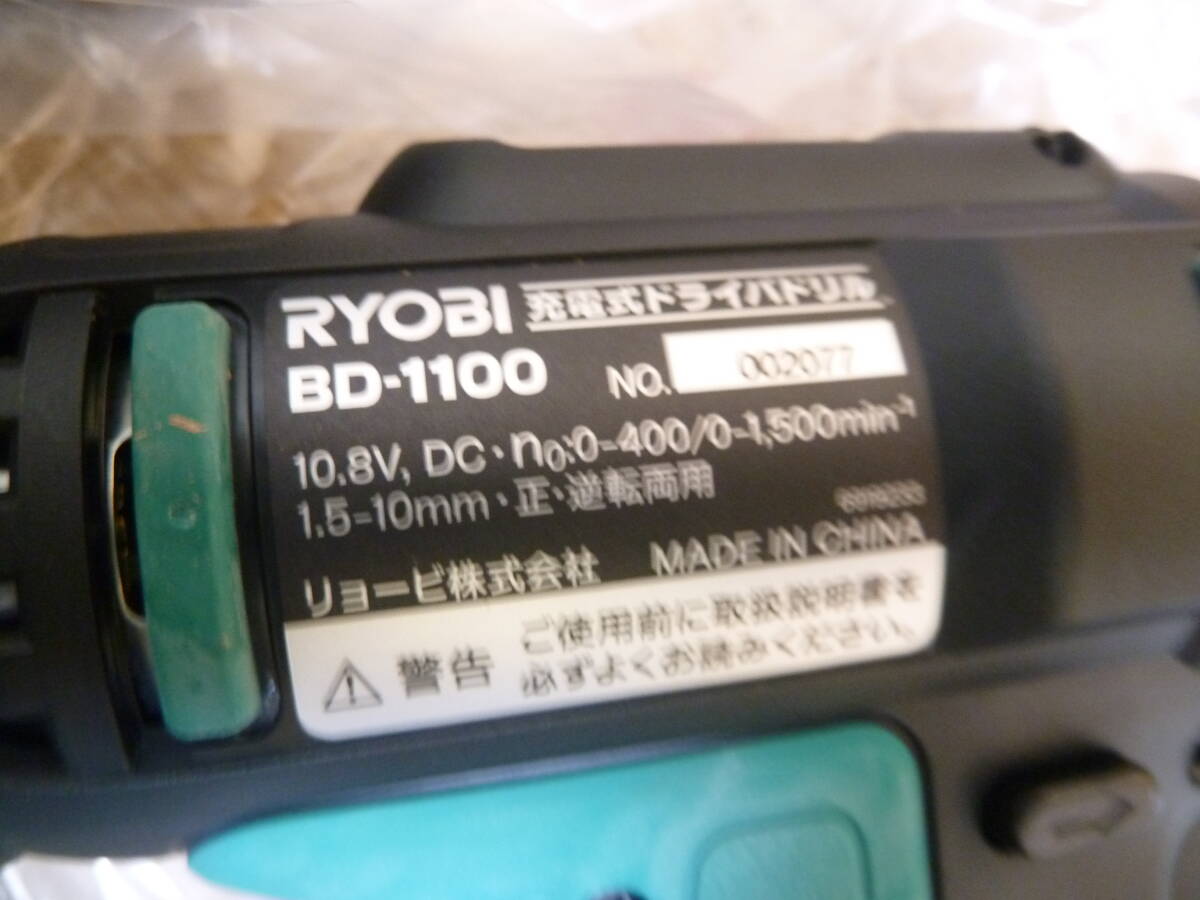 RYOBI 充電式ドライバドリル
BD-1100 NO. 002077
10.8V, DC・n₀:0-400/0-1,500min⁻¹
1.5-10mm・正・逆転両用
リョービ株式会社 MADE IN CHINA
警告 ご使用前に取扱説明書を
必ずよくお読みください。